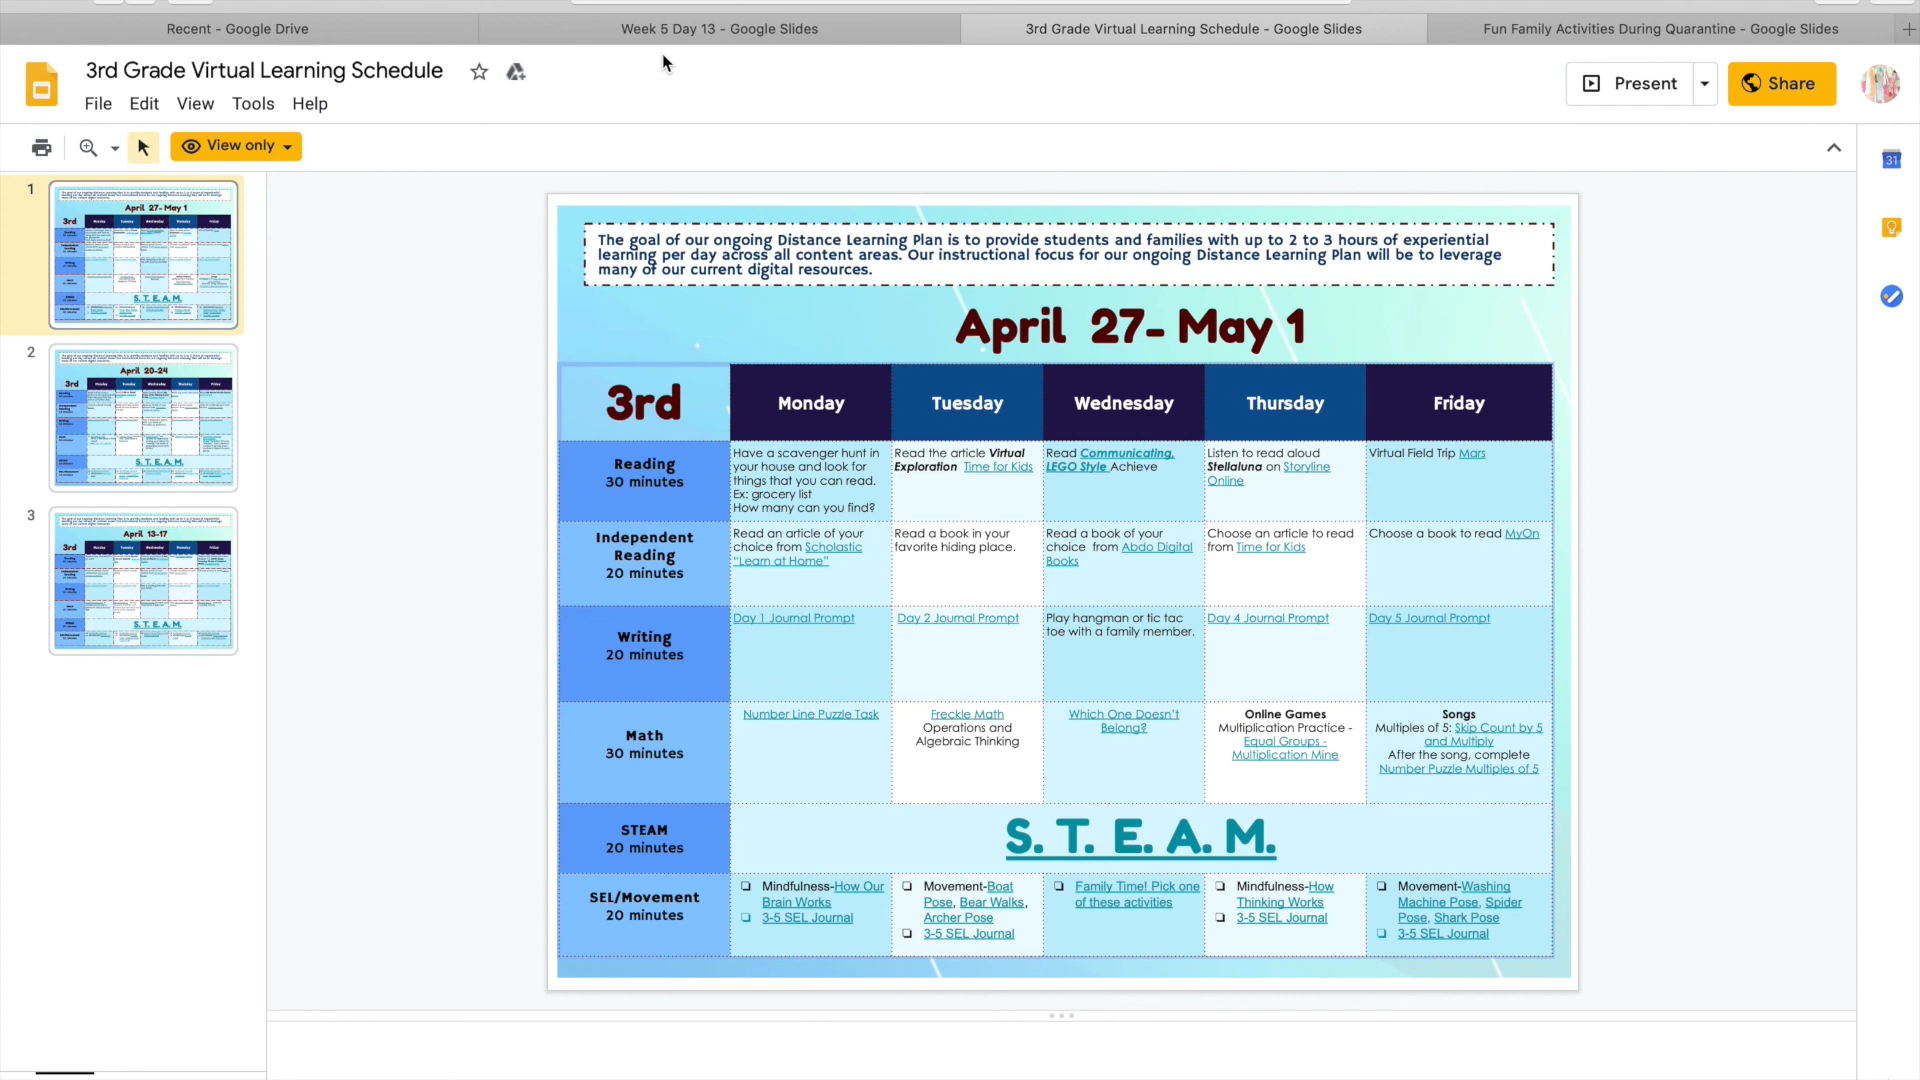 Recent - Google Drive
Week 5 Day 13 - Google Slides
3rd Grade Virtual Learning Schedule - Google Slides
Fun Family Activities During Quarantine - Google Slides
3rd Grade Virtual Learning Schedule
File Edit View Tools Help
Present
Share
View only
31
1
April 27- May 1
3rd
S. T. E. A. M.
2
April 20-24
3rd
S. T. E. A. M.
3
April 13-17
3rd
S. T. E. A. M.
The goal of our ongoing Distance Learning Plan is to provide students and families with up to 2 to 3 hours of experiential
learning per day across all content areas. Our instructional focus for our ongoing Distance Learning Plan will be to leverage
many of our current digital resources.
April 27- May 1
3rd
Monday
Tuesday
Wednesday
Thursday
Friday
Reading
30 minutes
Have a scavenger hunt in
your house and look for
things that you can read.
Ex: grocery list
How many can you find?
Read the article Virtual
Exploration Time for Kids
Read Communicating,
LEGO Style Achieve
Listen to read aloud
Stellaluna on Storyline
Online
Virtual Field Trip Mars
Independent
Reading
20 minutes
Read an article of your
choice from Scholastic
“Learn at Home”
Read a book in your
favorite hiding place.
Read a book of your
choice from Abdo Digital
Books
Choose an article to read
from Time for Kids
Choose a book to read MyOn
Writing
20 minutes
Day 1 Journal Prompt
Day 2 Journal Prompt
Play hangman or tic tac
toe with a family member.
Day 4 Journal Prompt
Day 5 Journal Prompt
Math
30 minutes
Number Line Puzzle Task
Freckle Math
Operations and
Algebraic Thinking
Which One Doesn’t
Belong?
Online Games
Multiplication Practice -
Equal Groups -
Multiplication Mine
Songs
Multiples of 5: Skip Count by 5
and Multiply
After the song, complete
Number Puzzle Multiples of 5
STEAM
20 minutes
S. T. E. A. M.
SEL/Movement
20 minutes
Mindfulness-How Our
Brain Works
3-5 SEL Journal
Movement-Boat
Pose, Bear Walks,
Archer Pose
3-5 SEL Journal
Family Time! Pick one
of these activities
Mindfulness-How
Thinking Works
3-5 SEL Journal
Movement-Washing
Machine Pose, Spider
Pose, Shark Pose
3-5 SEL Journal